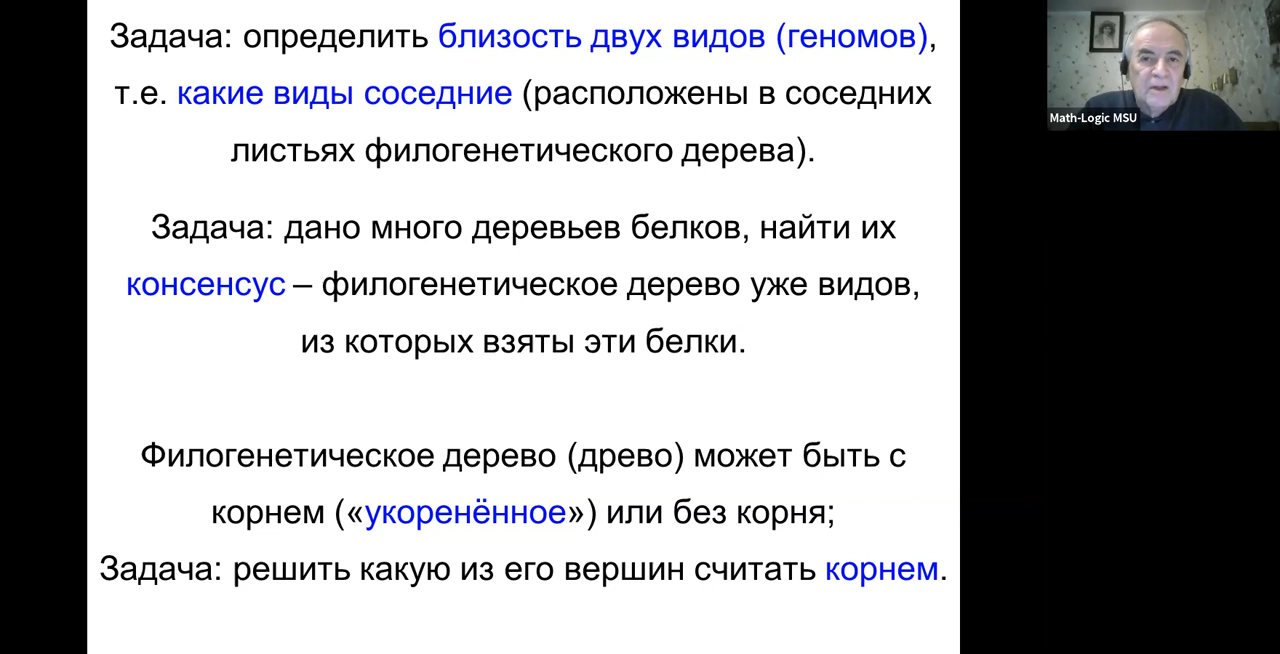 Задача: определить близость двух видов (геномов),
т.е. какие виды соседние (расположены в соседних
листьях филогенетического дерева).
Задача: дано много деревьев белков, найти их
консенсус – филогенетическое дерево уже видов,
из которых взяты эти белки.
Филогенетическое дерево (древо) может быть с
корнем («укоренённое») или без корня;
Задача: решить какую из его вершин считать корнем.
Math-Logic MSU